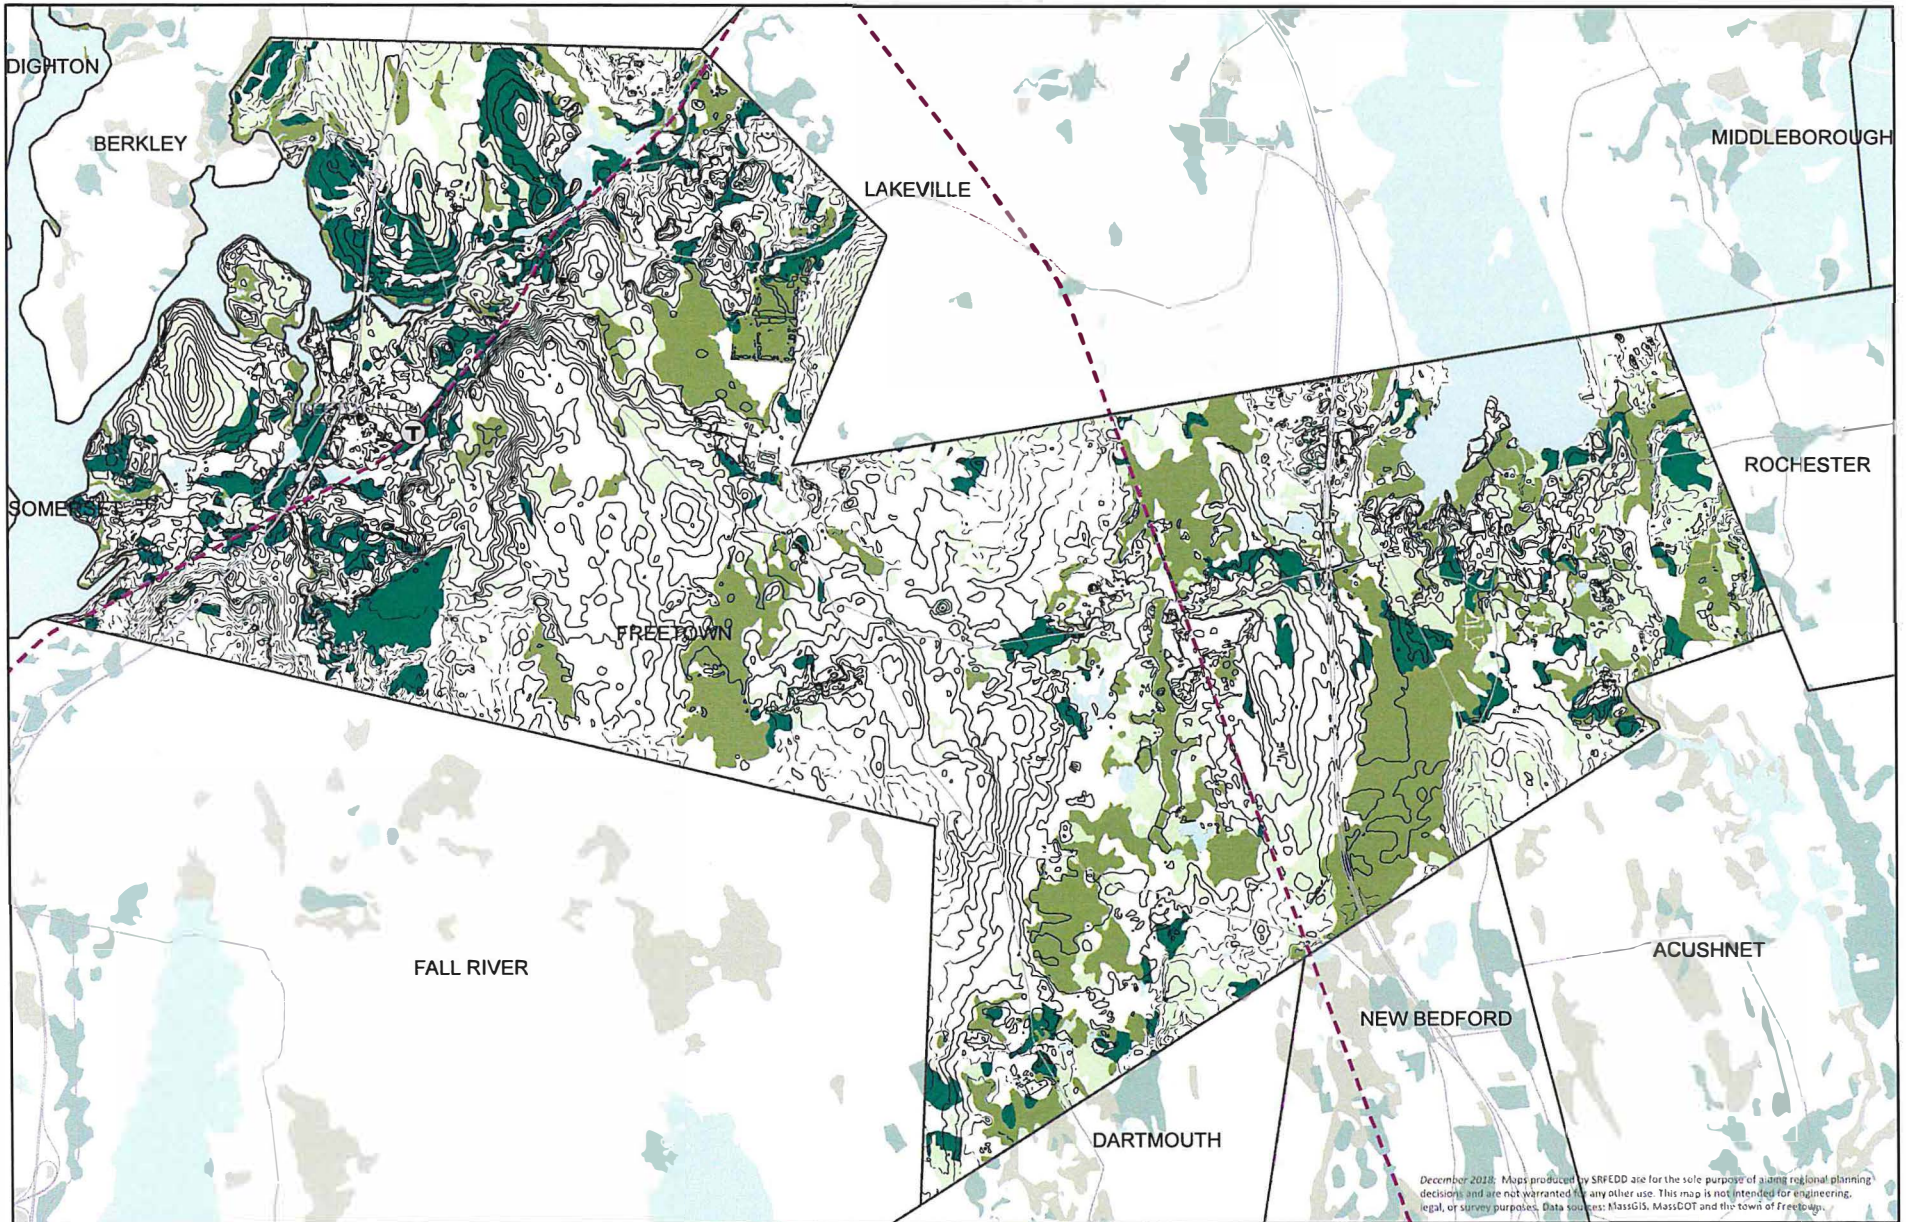 DIGHTON
BERKLEY
MIDDLEBOROUGH
LAKEVILLE
T
ROCHESTER
SOMERSET
FREETOWN
FALL RIVER
ACUSHNET
NEW BEDFORD
DARTMOUTH
December 2018: Maps produced by SRPEDD are for the sole purpose of aiding regional planning
decisions and are not warranted for any other use. This map is not intended for engineering,
legal, or survey purposes. Data sources: MassGIS, MassDOT and the town of Freetown.